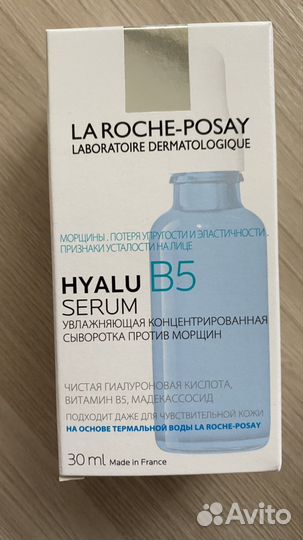 LA ROCHE-POSAY
LABORATOIRE DERMATOLOGIQUE
МОРЩИНЫ . ПОТЕРЯ УПРУГОСТИ И ЭЛАСТИЧНОСТИ .
ПРИЗНАКИ УСТАЛОСТИ НА ЛИЦЕ
HYALU B5
SERUM
УВЛАЖНЯЮЩАЯ КОНЦЕНТРИРОВАННАЯ
СЫВОРОТКА ПРОТИВ МОРЩИН
ЧИСТАЯ ГИАЛУРОНОВАЯ КИСЛОТА,
ВИТАМИН B5, МАДЕКАССОСИД
ПОДХОДИТ ДАЖЕ ДЛЯ ЧУВСТВИТЕЛЬНОЙ КОЖИ
НА ОСНОВЕ ТЕРМАЛЬНОЙ ВОДЫ LA ROCHE-POSAY
30 ml Made in France
Avito